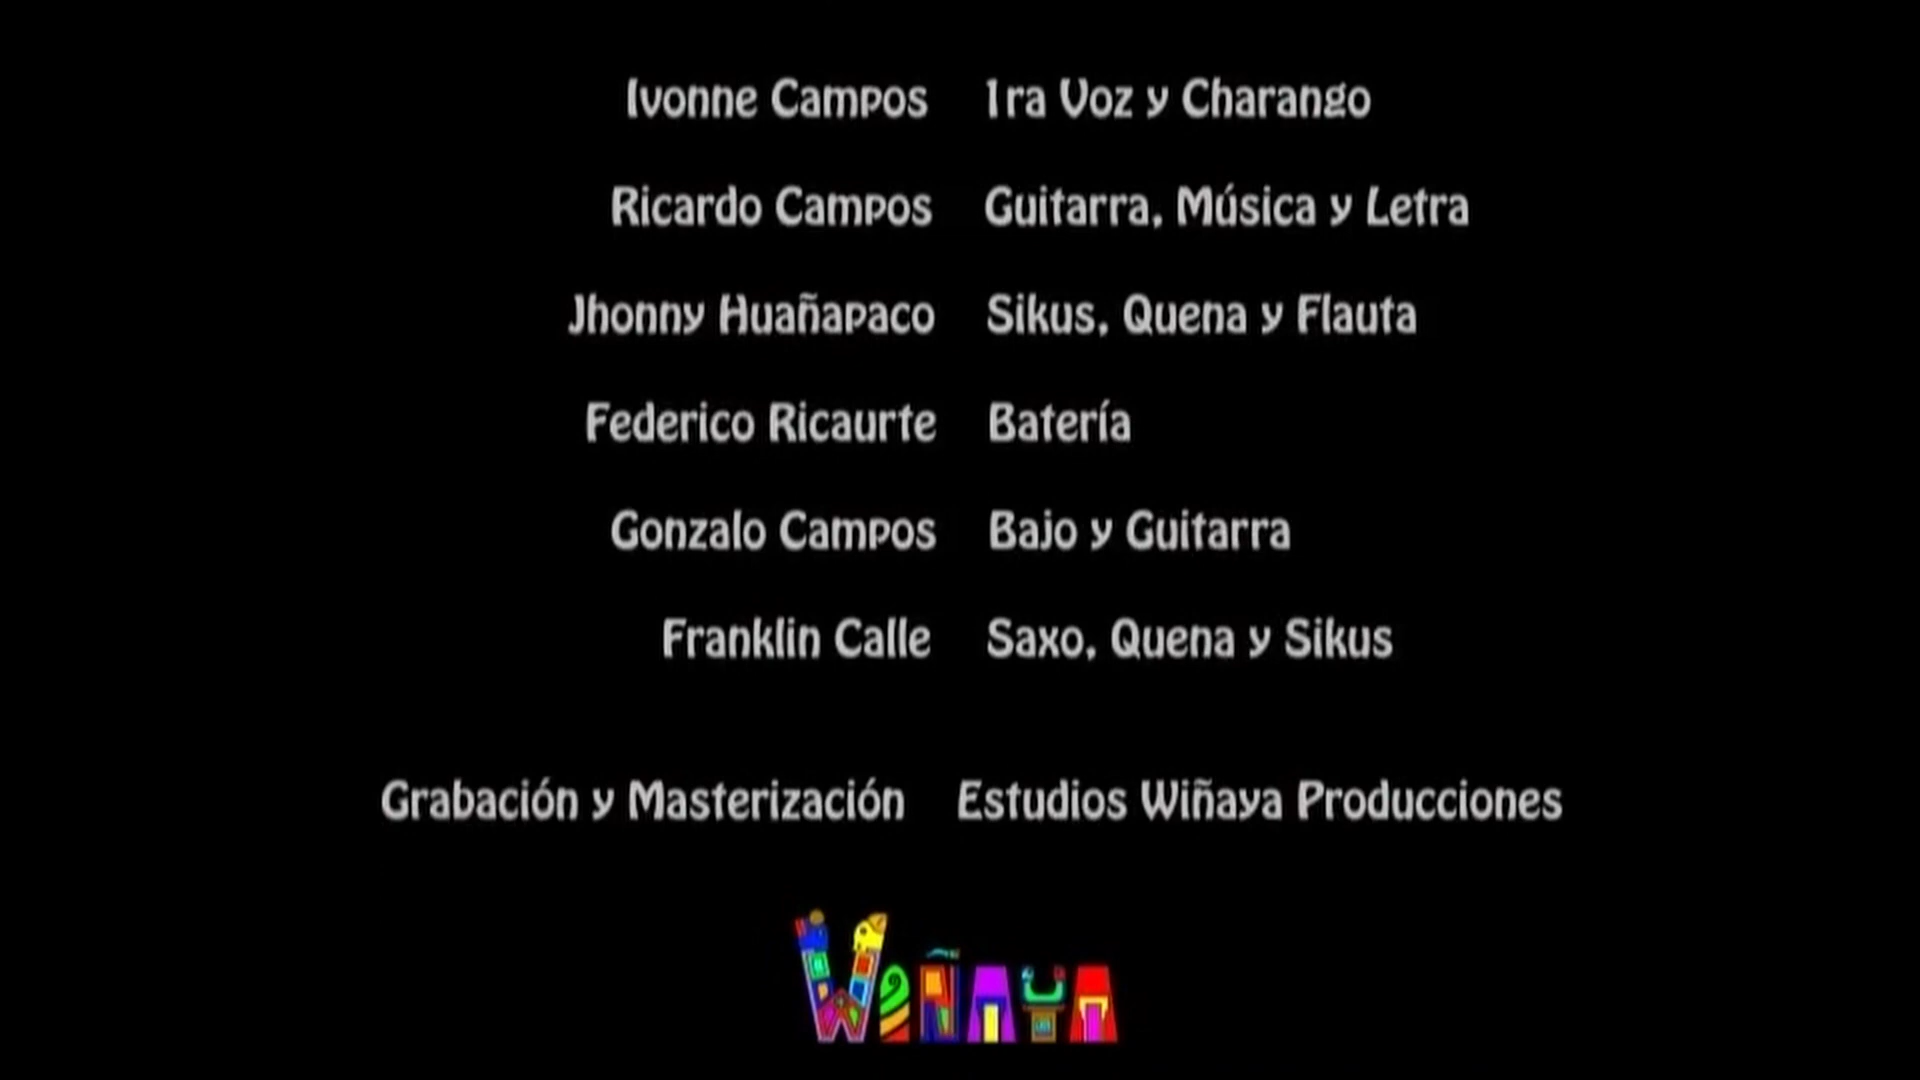 Ivonne Campos 1ra Voz y Charango
Ricardo Campos Guitarra, Música y Letra
Jhonny Huañapaco Sikus, Quena y Flauta
Federico Ricaurte Batería
Gonzalo Campos Bajo y Guitarra
Franklin Calle Saxo, Quena y Sikus
Grabación y Masterización Estudios Wiñaya Producciones
WiÑAYA